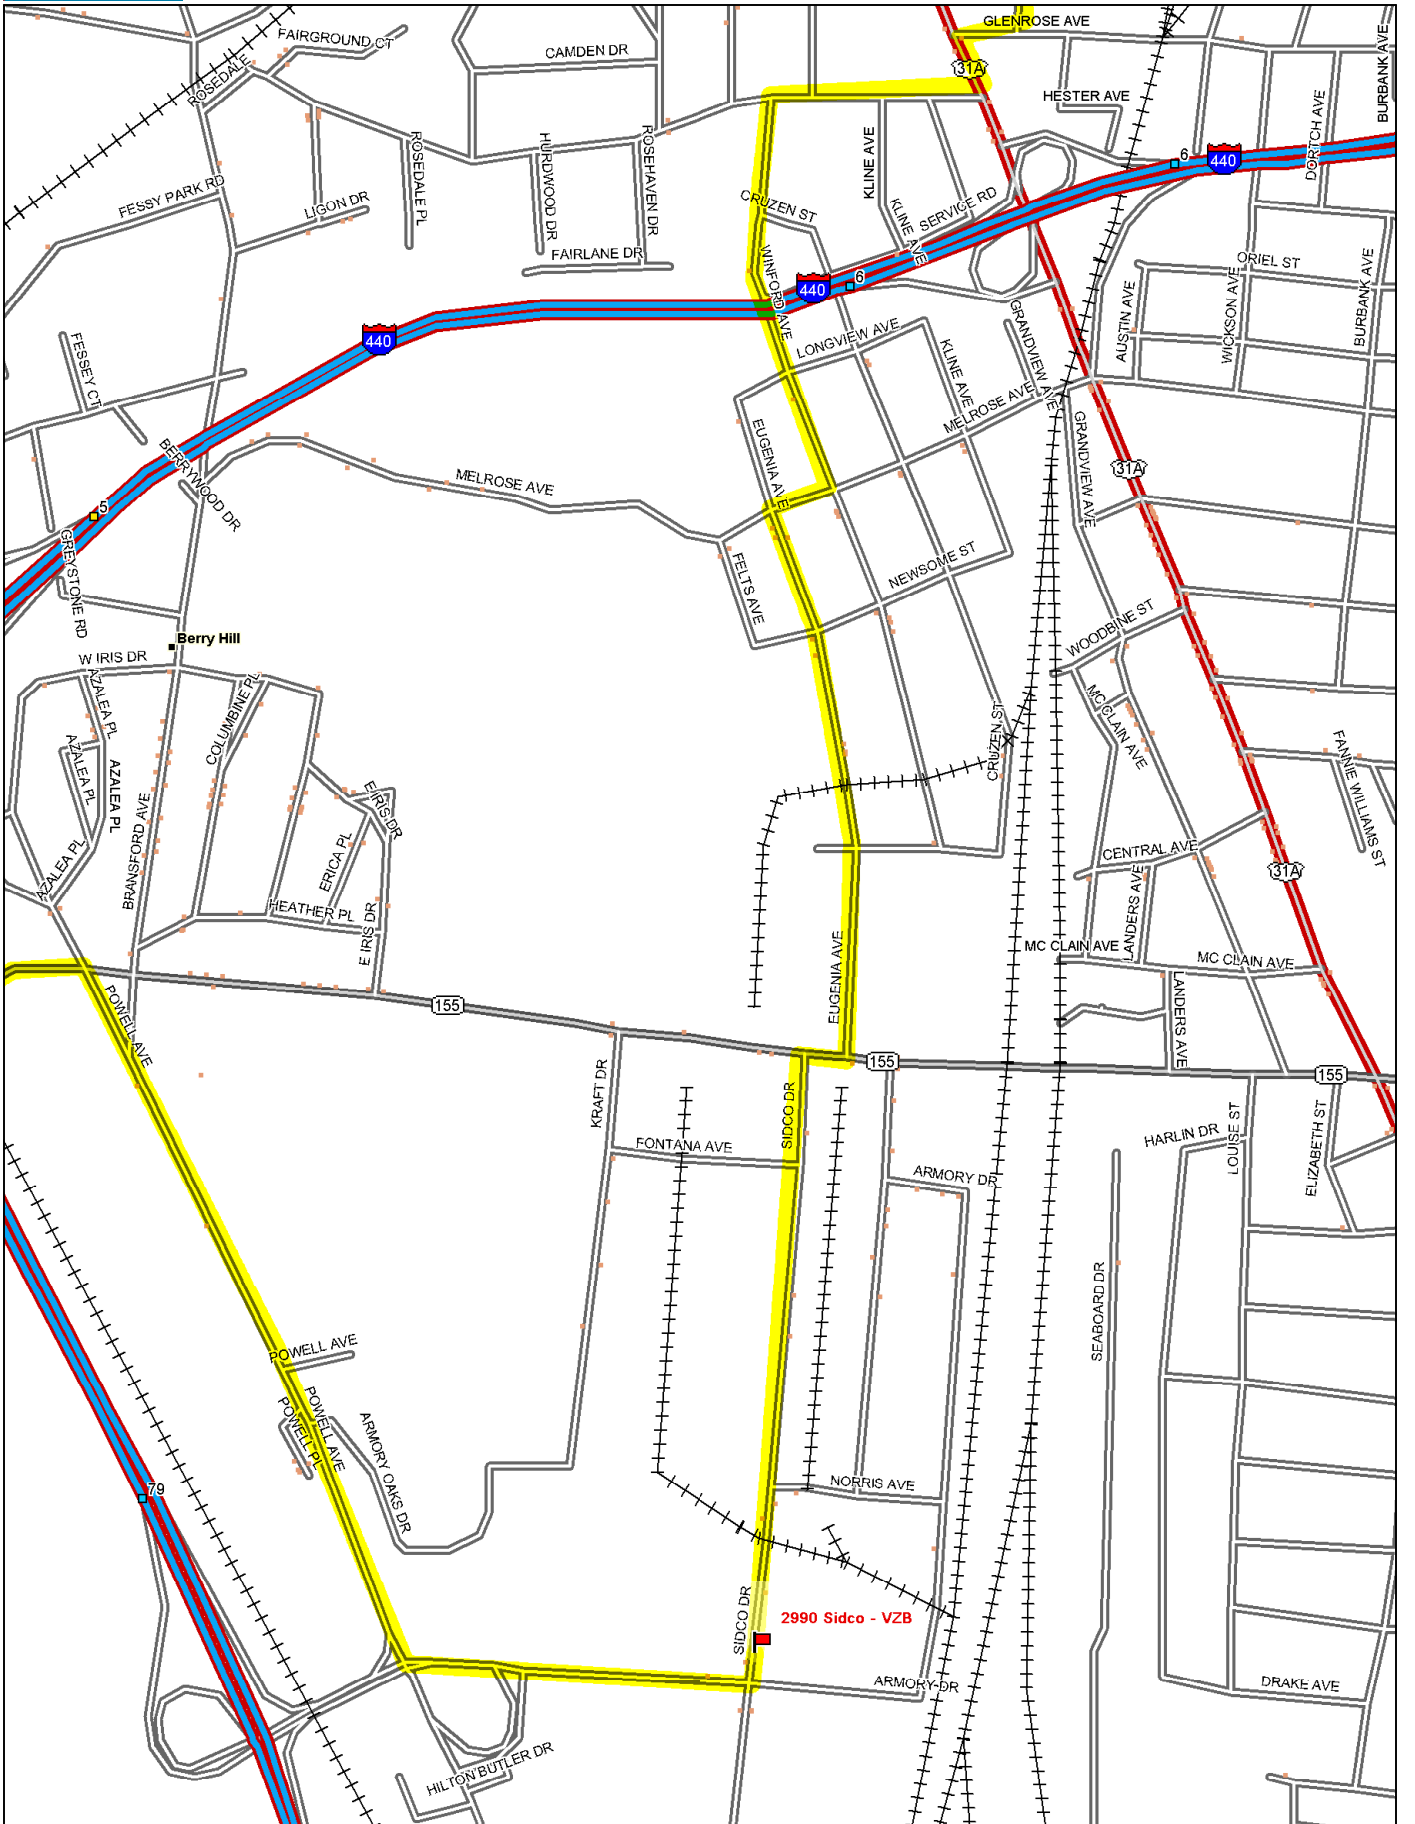 GLENROSE AVE
FAIRGROUND CT
CAMDEN DR
BURBANK AVE
31A
ROSEDALE
HESTER AVE
DORTCH AVE
ROSEDALE PL
HURDWOOD DR
ROSEHAVEN DR
KLINE AVE
6
440
FESSY PARK RD
LIGON DR
CRUZEN ST
KLINE AVE
SERVICE RD
FAIRLANE DR
WINFORD AVE
440
6
ORIEL ST
WICKSON AVE
BURBANK AVE
AUSTIN AVE
GRANDVIEW AVE
440
LONGVIEW AVE
KLINE AVE
FESSEY CT
MELROSE AVE
EUGENIA AVE
GRANDVIEW AVE
31A
BERRYWOOD DR
MELROSE AVE
5
GREYSTONE RD
FELTS AVE
NEWSOME ST
WOODBINE ST
Berry Hill
W IRIS DR
AZALEA PL
COLUMBINE PL
MC CLAIN AVE
CRUZEN ST
AZALEA PL
AZALEA PL
FANNIE WILLIAMS ST
BRANSFORD AVE
E IRIS DR
ERICA PL
AZALEA PL
CENTRAL AVE
31A
HEATHER PL
E IRIS DR
LANDERS AVE
EUGENIA AVE
MC CLAIN AVE
MC CLAIN AVE
POWELL AVE
155
LANDERS AVE
155
155
KRAFT DR
SIDCO DR
FONTANA AVE
HARLIN DR
LOUISE ST
ELIZABETH ST
ARMORY DR
SEABOARD DR
POWELL AVE
POWELL AVE
POWELL PL
ARMORY OAKS DR
NORRIS AVE
79
SIDCO DR
2990 Sidco - VZB
ARMORY DR
DRAKE AVE
HILTON BUTLER DR